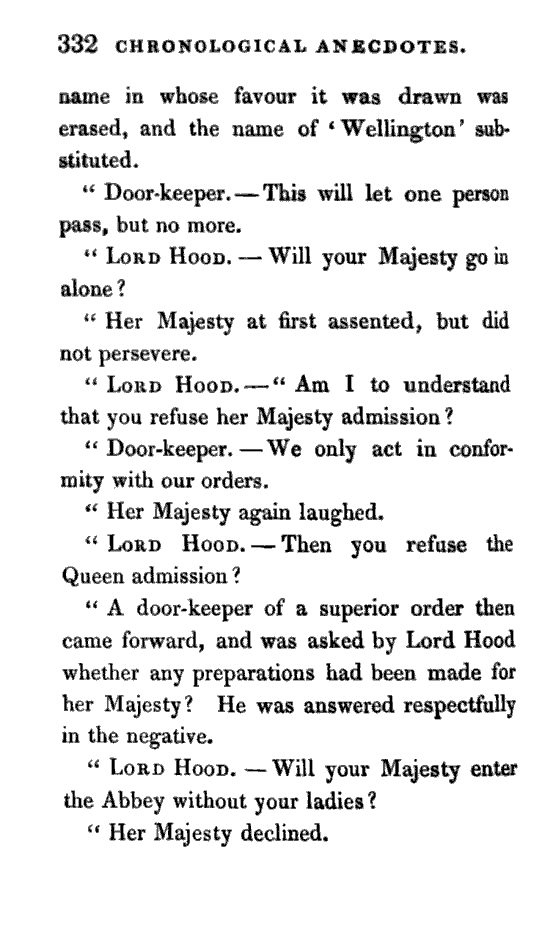 332 CHRONOLOGICAL ANECDOTES.
name in whose favour it was drawn was
erased, and the name of ‘Wellington’ sub-
stituted.
“ Door-keeper.—This will let one person
pass, but no more.
“ LORD HOOD. — Will your Majesty go in
alone?
“ Her Majesty at first assented, but did
not persevere.
“ LORD HOOD.—“ Am I to understand
that you refuse her Majesty admission?
“ Door-keeper. —We only act in confor-
mity with our orders.
“ Her Majesty again laughed.
“ LORD HOOD.— Then you refuse the
Queen admission?
“ A door-keeper of a superior order then
came forward, and was asked by Lord Hood
whether any preparations had been made for
her Majesty? He was answered respectfully
in the negative.
“ LORD HOOD. —Will your Majesty enter
the Abbey without your ladies?
“ Her Majesty declined.